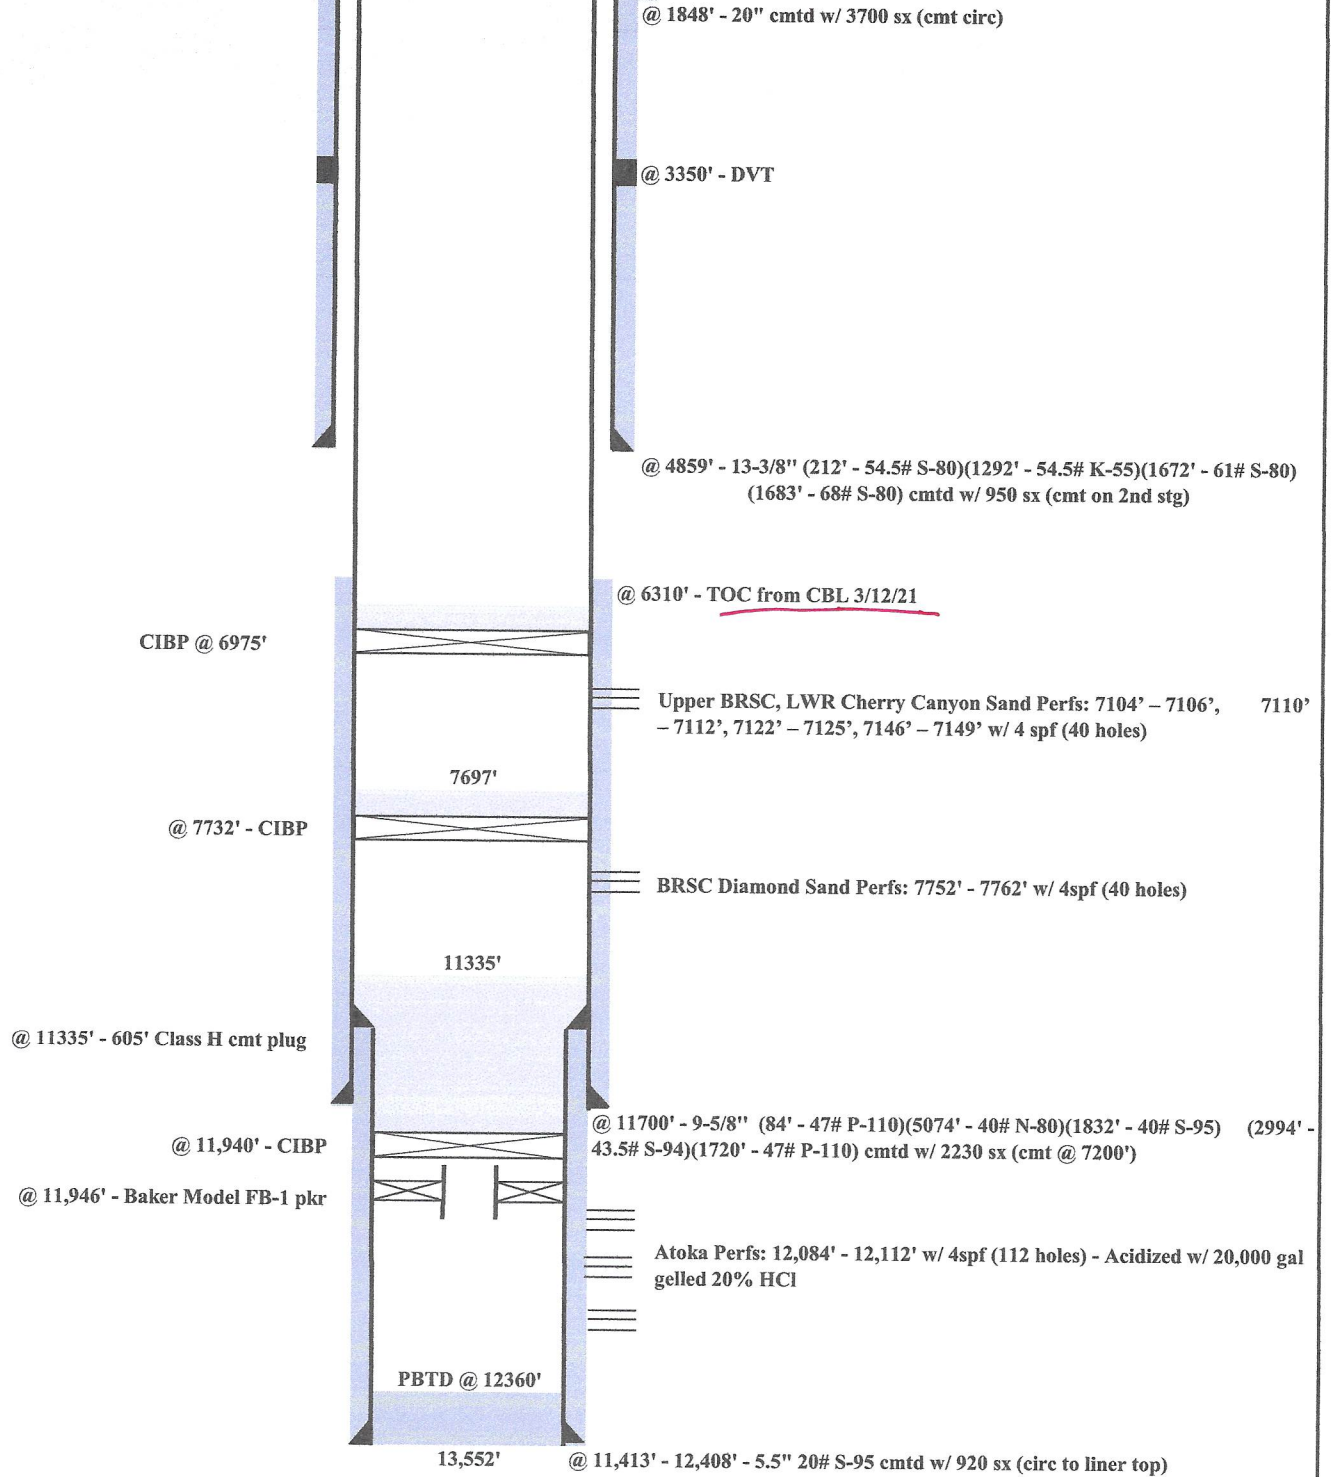 @ 1848' - 20" cmtd w/ 3700 sx (cmt circ)
@ 3350' - DVT
@ 4859' - 13-3/8" (212' - 54.5# S-80)(1292' - 54.5# K-55)(1672' - 61# S-80)
(1683' - 68# S-80) cmtd w/ 950 sx (cmt on 2nd stg)
@ 6310' - TOC from CBL 3/12/21
CIBP @ 6975'
Upper BRSC, LWR Cherry Canyon Sand Perfs: 7104’ – 7106’, 7110’
– 7112’, 7122’ – 7125’, 7146’ – 7149’ w/ 4 spf (40 holes)
7697'
@ 7732' - CIBP
BRSC Diamond Sand Perfs: 7752' - 7762' w/ 4spf (40 holes)
11335'
@ 11335' - 605' Class H cmt plug
@ 11700' - 9-5/8" (84' - 47# P-110)(5074' - 40# N-80)(1832' - 40# S-95) (2994' -
43.5# S-94)(1720' - 47# P-110) cmtd w/ 2230 sx (cmt @ 7200')
@ 11,940' - CIBP
@ 11,946' - Baker Model FB-1 pkr
Atoka Perfs: 12,084' - 12,112' w/ 4spf (112 holes) - Acidized w/ 20,000 gal
gelled 20% HCl
PBTD @ 12360'
13,552'
@ 11,413' - 12,408' - 5.5" 20# S-95 cmtd w/ 920 sx (circ to liner top)